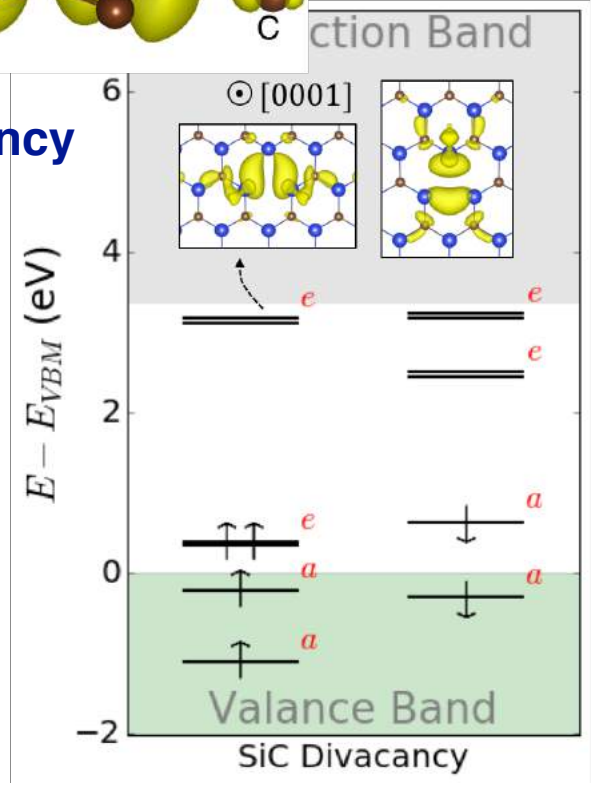 C
ction Band
6
⊙ [0001]
ncy
4
e
e
e
2
E − E_VBM (eV)
a
e
0
a
a
a
Valance Band
−2
SiC Divacancy